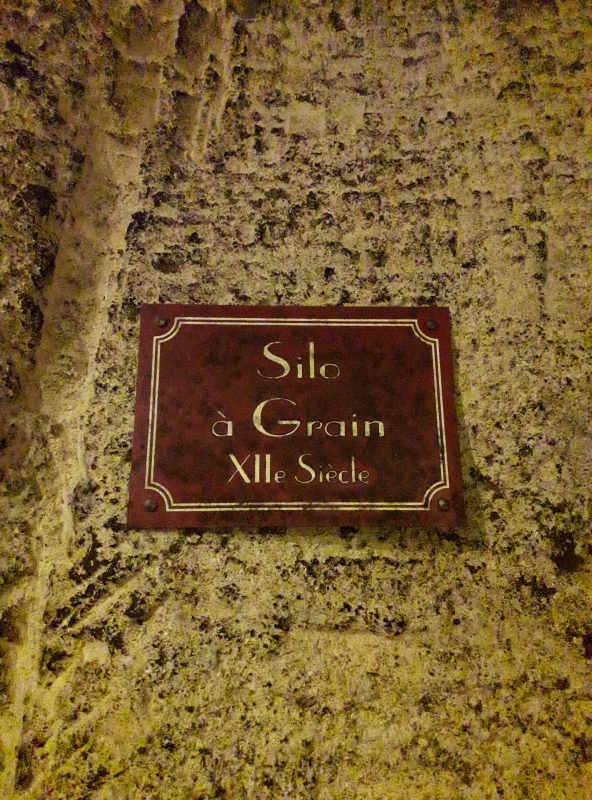 Silo
à Grain
XIIe Siècle